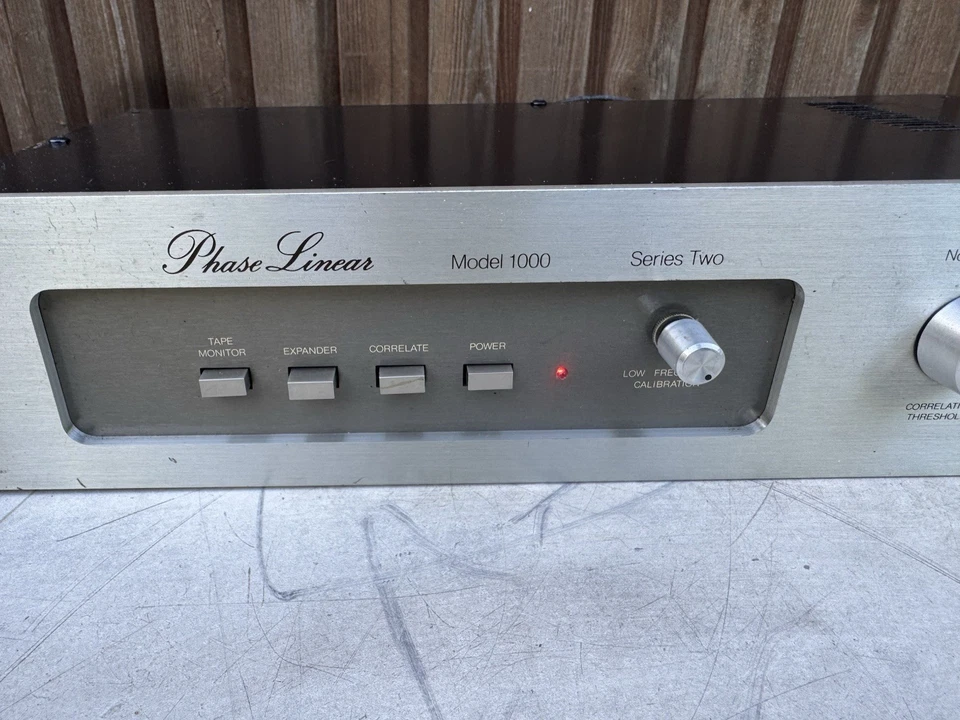 Phase Linear Model 1000 Series Two
TAPE
MONITOR
EXPANDER
CORRELATE
POWER
LOW
CALIBRATION